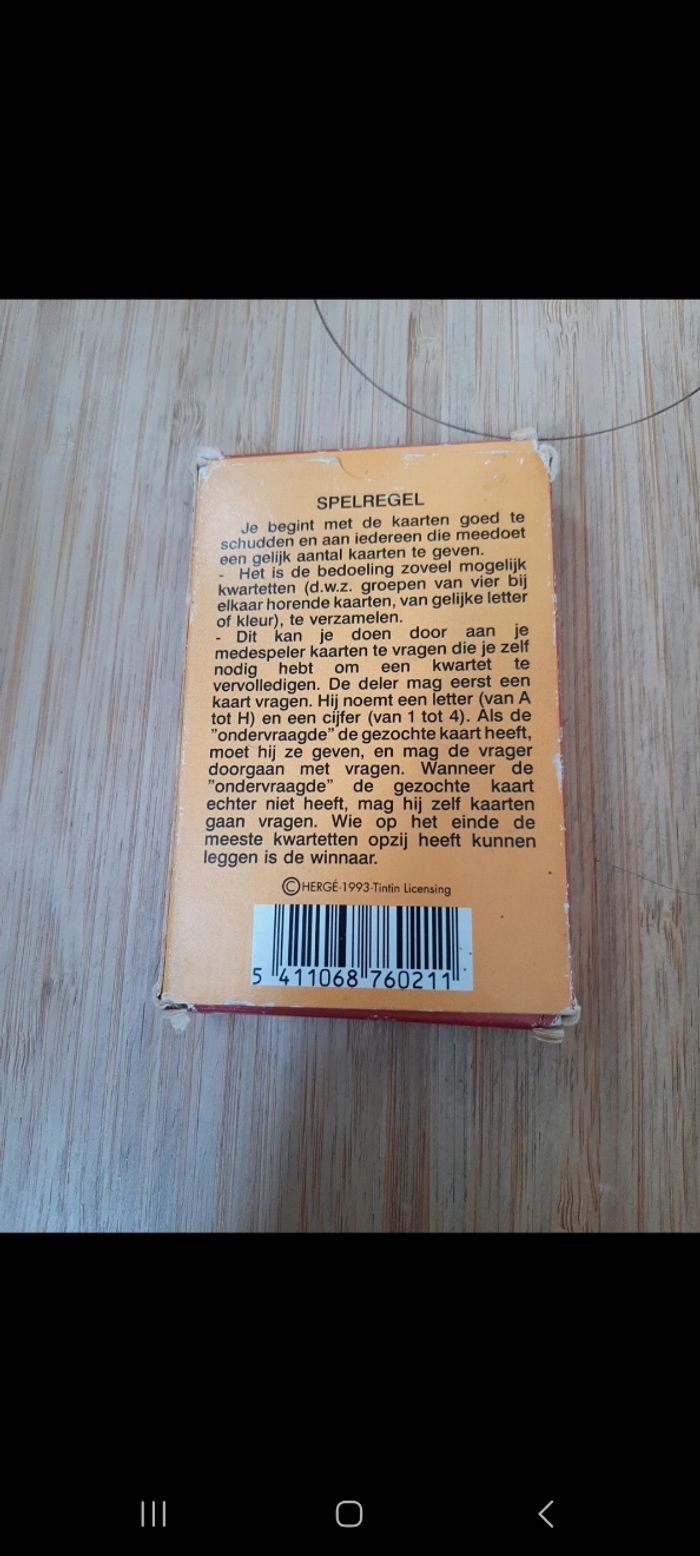 SPELREGEL
Je begint met de kaarten goed te
schudden en aan iedereen die meedoet
een gelijk aantal kaarten te geven.
- Het is de bedoeling zoveel mogelijk
kwartetten (d.w.z. groepen van vier bij
elkaar horende kaarten, van gelijke letter
of kleur), te verzamelen.
- Dit kan je doen door aan je
medespeler kaarten te vragen die je zelf
nodig hebt om een kwartet te
vervolledigen. De deler mag eerst een
kaart vragen. Hij noemt een letter (van A
tot H) en een cijfer (van 1 tot 4). Als de
"ondervraagde" de gezochte kaart heeft,
moet hij ze geven, en mag de vrager
doorgaan met vragen. Wanneer de
"ondervraagde" de gezochte kaart
echter niet heeft, mag hij zelf kaarten
gaan vragen. Wie op het einde de
meeste kwartetten opzij heeft kunnen
leggen is de winnaar.
©HERGÉ-1993-Tintin Licensing
5 411068 760211